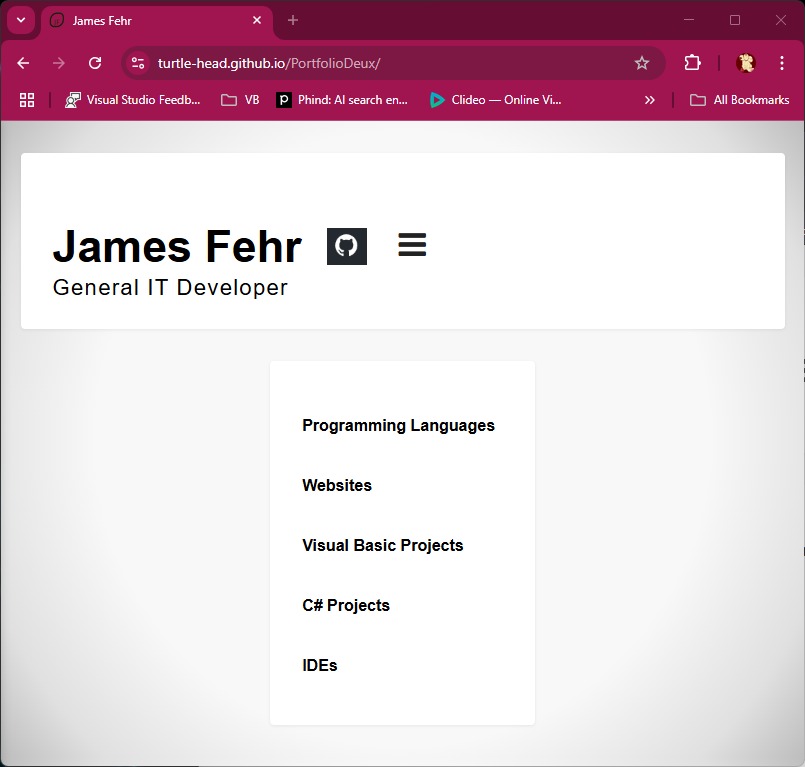 James Fehr
turtle-head.github.io/PortfolioDeux/
Visual Studio Feedb... VB Phind: AI search en... Clideo — Online Vi... » All Bookmarks
James Fehr
General IT Developer
Programming Languages
Websites
Visual Basic Projects
C# Projects
IDEs